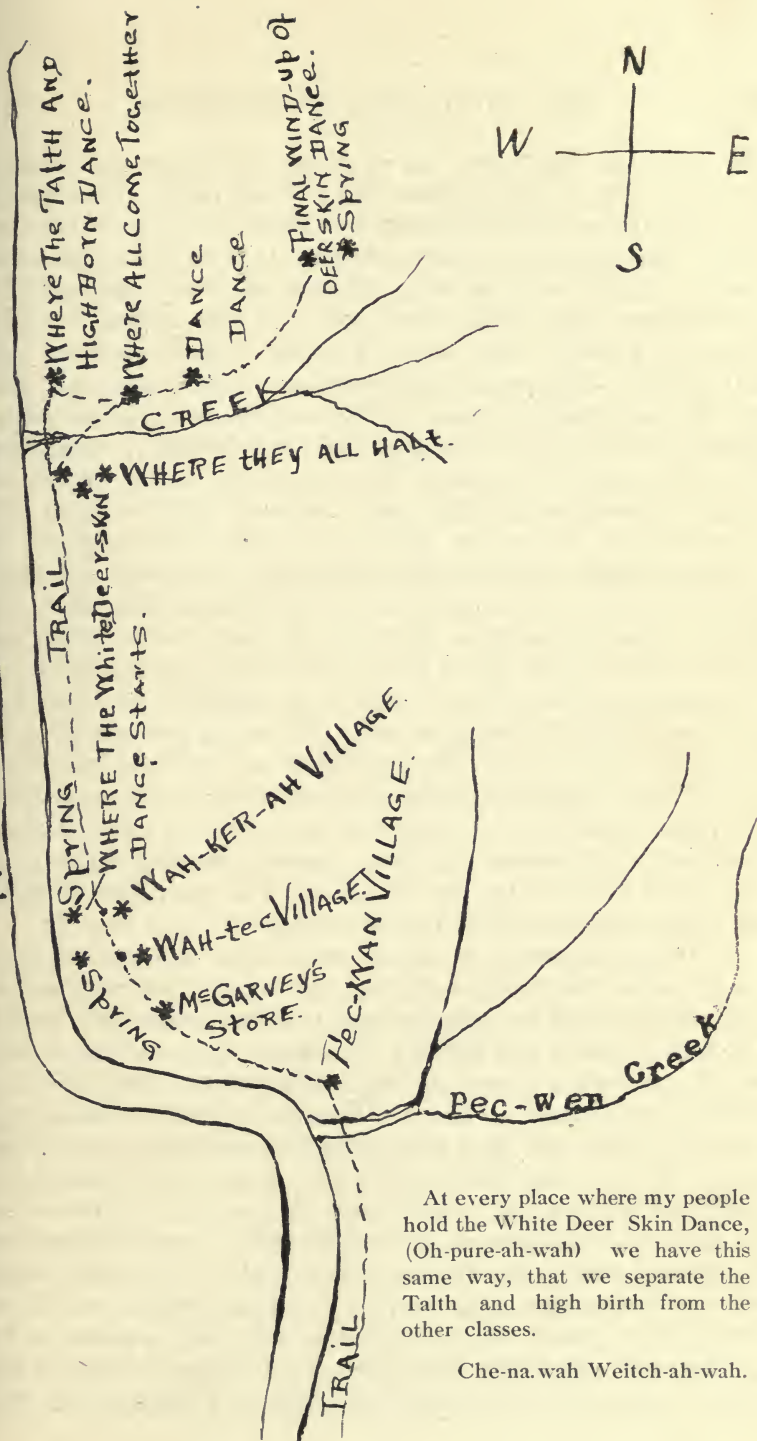 N
W E
S
Where The Talth And
High Born Dance.
Where All Come Together
Dance
Dance
Final Wind-up of
Deerskin Dance.
Spring
CREEK
Where they All Halt.
TRAIL
Spring
Where The White Deer-skin
Dance Starts.
Spring
Wah-ker-ah Village.
Wah-tec Village.
McGarvey's
Store.
Pec-wan Village.
Pec-wen Creek
TRAIL
At every place where my people
hold the White Deer Skin Dance,
(Oh-pure-ah-wah) we have this
same way, that we separate the
Talth and high birth from the
other classes.
Che-na.wah Weitch-ah-wah.